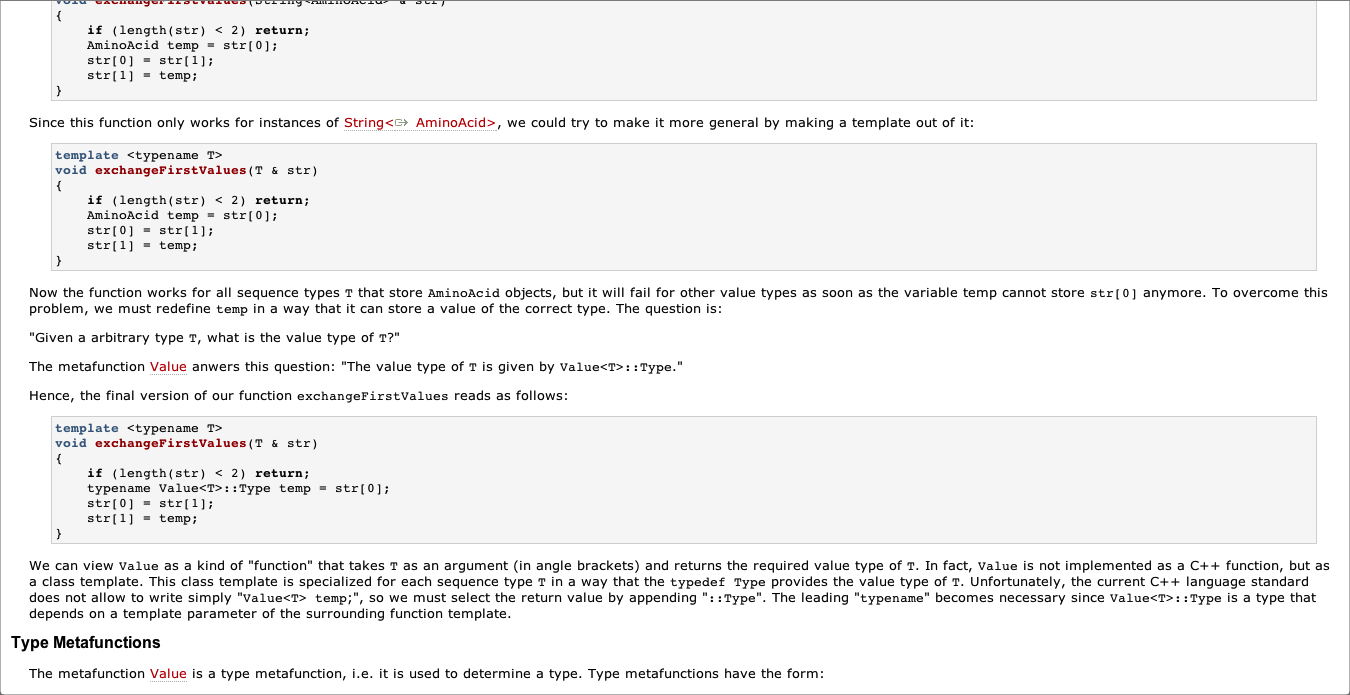 void exchangeFirstValues(String<AminoAcid> & str)
{
    if (length(str) < 2) return;
    AminoAcid temp = str[0];
    str[0] = str[1];
    str[1] = temp;
}
Since this function only works for instances of String< AminoAcid>, we could try to make it more general by making a template out of it:
template <typename T>
void exchangeFirstValues(T & str)
{
    if (length(str) < 2) return;
    AminoAcid temp = str[0];
    str[0] = str[1];
    str[1] = temp;
}
Now the function works for all sequence types T that store AminoAcid objects, but it will fail for other value types as soon as the variable temp cannot store str[0] anymore. To overcome this
problem, we must redefine temp in a way that it can store a value of the correct type. The question is:
"Given a arbitrary type T, what is the value type of T?"
The metafunction Value anwers this question: "The value type of T is given by Value<T>::Type."
Hence, the final version of our function exchangeFirstValues reads as follows:
template <typename T>
void exchangeFirstValues(T & str)
{
    if (length(str) < 2) return;
    typename Value<T>::Type temp = str[0];
    str[0] = str[1];
    str[1] = temp;
}
We can view Value as a kind of "function" that takes T as an argument (in angle brackets) and returns the required value type of T. In fact, Value is not implemented as a C++ function, but as
a class template. This class template is specialized for each sequence type T in a way that the typedef Type provides the value type of T. Unfortunately, the current C++ language standard
does not allow to write simply "Value<T> temp;", so we must select the return value by appending "::Type". The leading "typename" becomes necessary since Value<T>::Type is a type that
depends on a template parameter of the surrounding function template.
Type Metafunctions
The metafunction Value is a type metafunction, i.e. it is used to determine a type. Type metafunctions have the form: